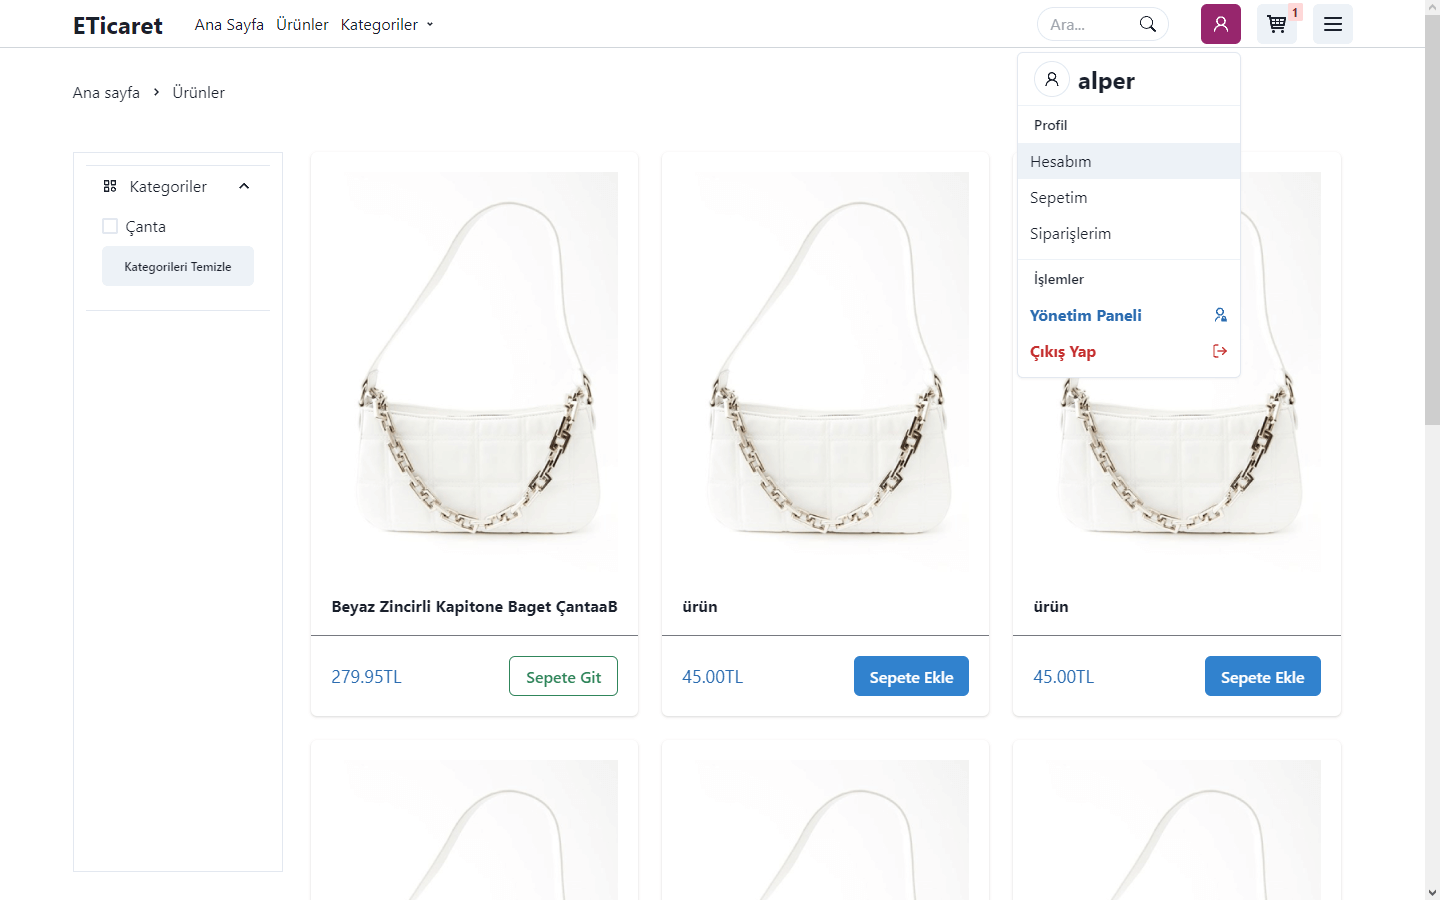 ETicaret
Ana Sayfa
Ürünler
Kategoriler
Ara...
1
Ana sayfa
Ürünler
alper
Profil
Hesabım
Sepetim
Siparişlerim
İşlemler
Yönetim Paneli
Çıkış Yap
Kategoriler
Çanta
Kategorileri Temizle
Beyaz Zincirli Kapitone Baget ÇantaaB
279.95TL
Sepete Git
ürün
45.00TL
Sepete Ekle
ürün
45.00TL
Sepete Ekle